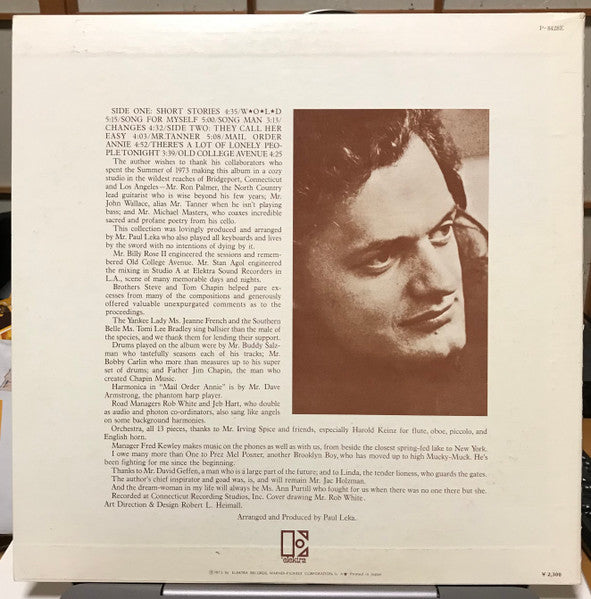 P-8428E
SIDE ONE: SHORT STORIES 4:35/W★O★L★D
5:15/SONG FOR MYSELF 5:00/SONG MAN 3:13/
CHANGES 4:32/SIDE TWO: THEY CALL HER
EASY 4:03/MR.TANNER 5:08/MAIL ORDER
ANNIE 4:52/THERE'S A LOT OF LONELY PEO-
PLE TONIGHT 3:39/OLD COLLEGE AVENUE 4:25
The author wishes to thank his collaborators who
spent the Summer of 1973 making this album in a cozy
studio in the wildest reaches of Bridgeport, Connecticut
and Los Angeles—Mr. Ron Palmer, the North Country
lead guitarist who is wise beyond his few years; Mr.
John Wallace, alias Mr. Tanner when he isn't playing
bass; and Mr. Michael Masters, who coaxes incredible
sacred and profane poetry from his cello.
This collection was lovingly produced and arranged
by Mr. Paul Leka who also played all keyboards and lives
by the sword with no intentions of dying by it.
Mr. Billy Rose II engineered the sessions and remem-
bered Old College Avenue. Mr. Stan Agol engineered
the mixing in Studio A at Elektra Sound Recorders in
L.A., scene of many memorable days and nights.
Brothers Steve and Tom Chapin helped pare ex-
cesses from many of the compositions and generously
offered valuable unexpurgated comments as to the
proceedings.
The Yankee Lady Ms. Jeanne French and the Southern
Belle Ms. Tomi Lee Bradley sing ballsier than the male of
the species, and we thank them for lending their support.
Drums played on the album were by Mr. Buddy Salz-
man who tastefully seasons each of his tracks; Mr.
Bobby Carlin who more than measures up to his super
set of drums; and Father Jim Chapin, the man who
created Chapin Music.
Harmonica in "Mail Order Annie" is by Mr. Dave
Armstrong, the phantom harp player.
Road Managers Rob White and Jeb Hart, who double
as audio and photon co-ordinators, also sang like angels
on some background harmonies.
Orchestra, all 13 pieces, thanks to Mr. Irving Spice and friends, especially Harold Keinz for flute, oboe, piccolo, and
English horn.
Manager Fred Kewley makes music on the phones as well as with us, from beside the closest spring-fed lake to New York.
I owe many more than One to Prez Mel Posner, another Brooklyn Boy, who has moved up to high Mucky-Muck. He's
been fighting for me since the beginning.
Thanks to Mr. David Geffen, a man who is a large part of the future; and to Linda, the tender lioness, who guards the gates.
The author's chief inspirator and goad was, is, and will remain Mr. Jac Holzman.
And the dream-woman in my life will always be Ms. Ann Purtill who fought for us when there was no one there but she.
Recorded at Connecticut Recording Studios, Inc. Cover drawing Mr. Rob White.
Art Direction & Design Robert L. Heimall.
Arranged and Produced by Paul Leka.
elektra
ELEKTRA RECORDS, WARNER-PIONEER CORPORATION, Printed in Japan
¥2,300